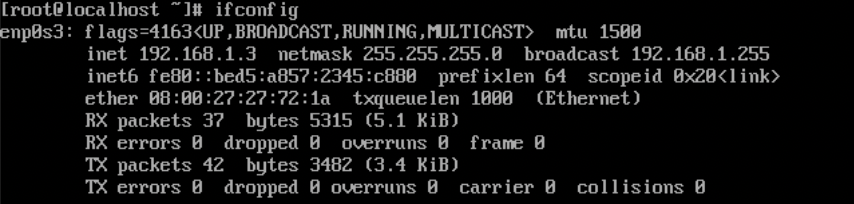 [root@localhost ~]# ifconfig
enp0s3: flags=4163<UP,BROADCAST,RUNNING,MULTICAST>  mtu 1500
        inet 192.168.1.3  netmask 255.255.255.0  broadcast 192.168.1.255
        inet6 fe80::bed5:a857:2345:c880  prefixlen 64  scopeid 0x20<link>
        ether 08:00:27:27:72:1a  txqueuelen 1000  (Ethernet)
        RX packets 37  bytes 5315 (5.1 KiB)
        RX errors 0  dropped 0  overruns 0  frame 0
        TX packets 42  bytes 3482 (3.4 KiB)
        TX errors 0  dropped 0 overruns 0  carrier 0  collisions 0